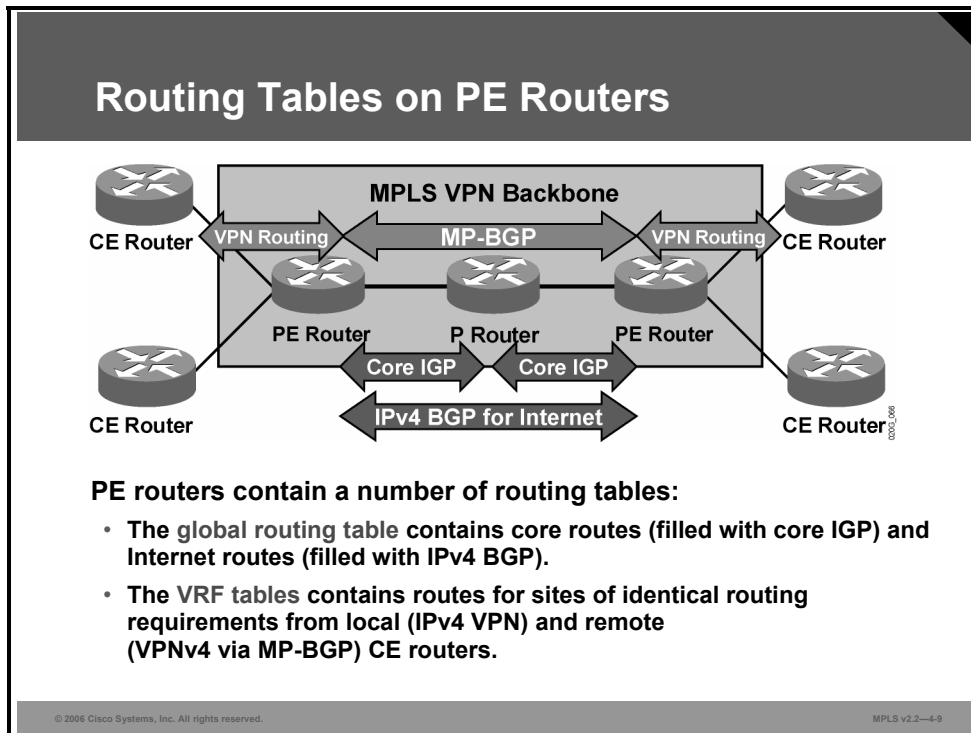 Routing Tables on PE Routers
MPLS VPN Backbone
CE Router
VPN Routing
MP-BGP
VPN Routing
CE Router
PE Router
P Router
PE Router
Core IGP
Core IGP
CE Router
IPv4 BGP for Internet
CE Router
020G_066
PE routers contain a number of routing tables:
• The global routing table contains core routes (filled with core IGP) and
Internet routes (filled with IPv4 BGP).
• The VRF tables contains routes for sites of identical routing
requirements from local (IPv4 VPN) and remote
(VPNv4 via MP-BGP) CE routers.
© 2006 Cisco Systems, Inc. All rights reserved.
MPLS v2.2—4-9